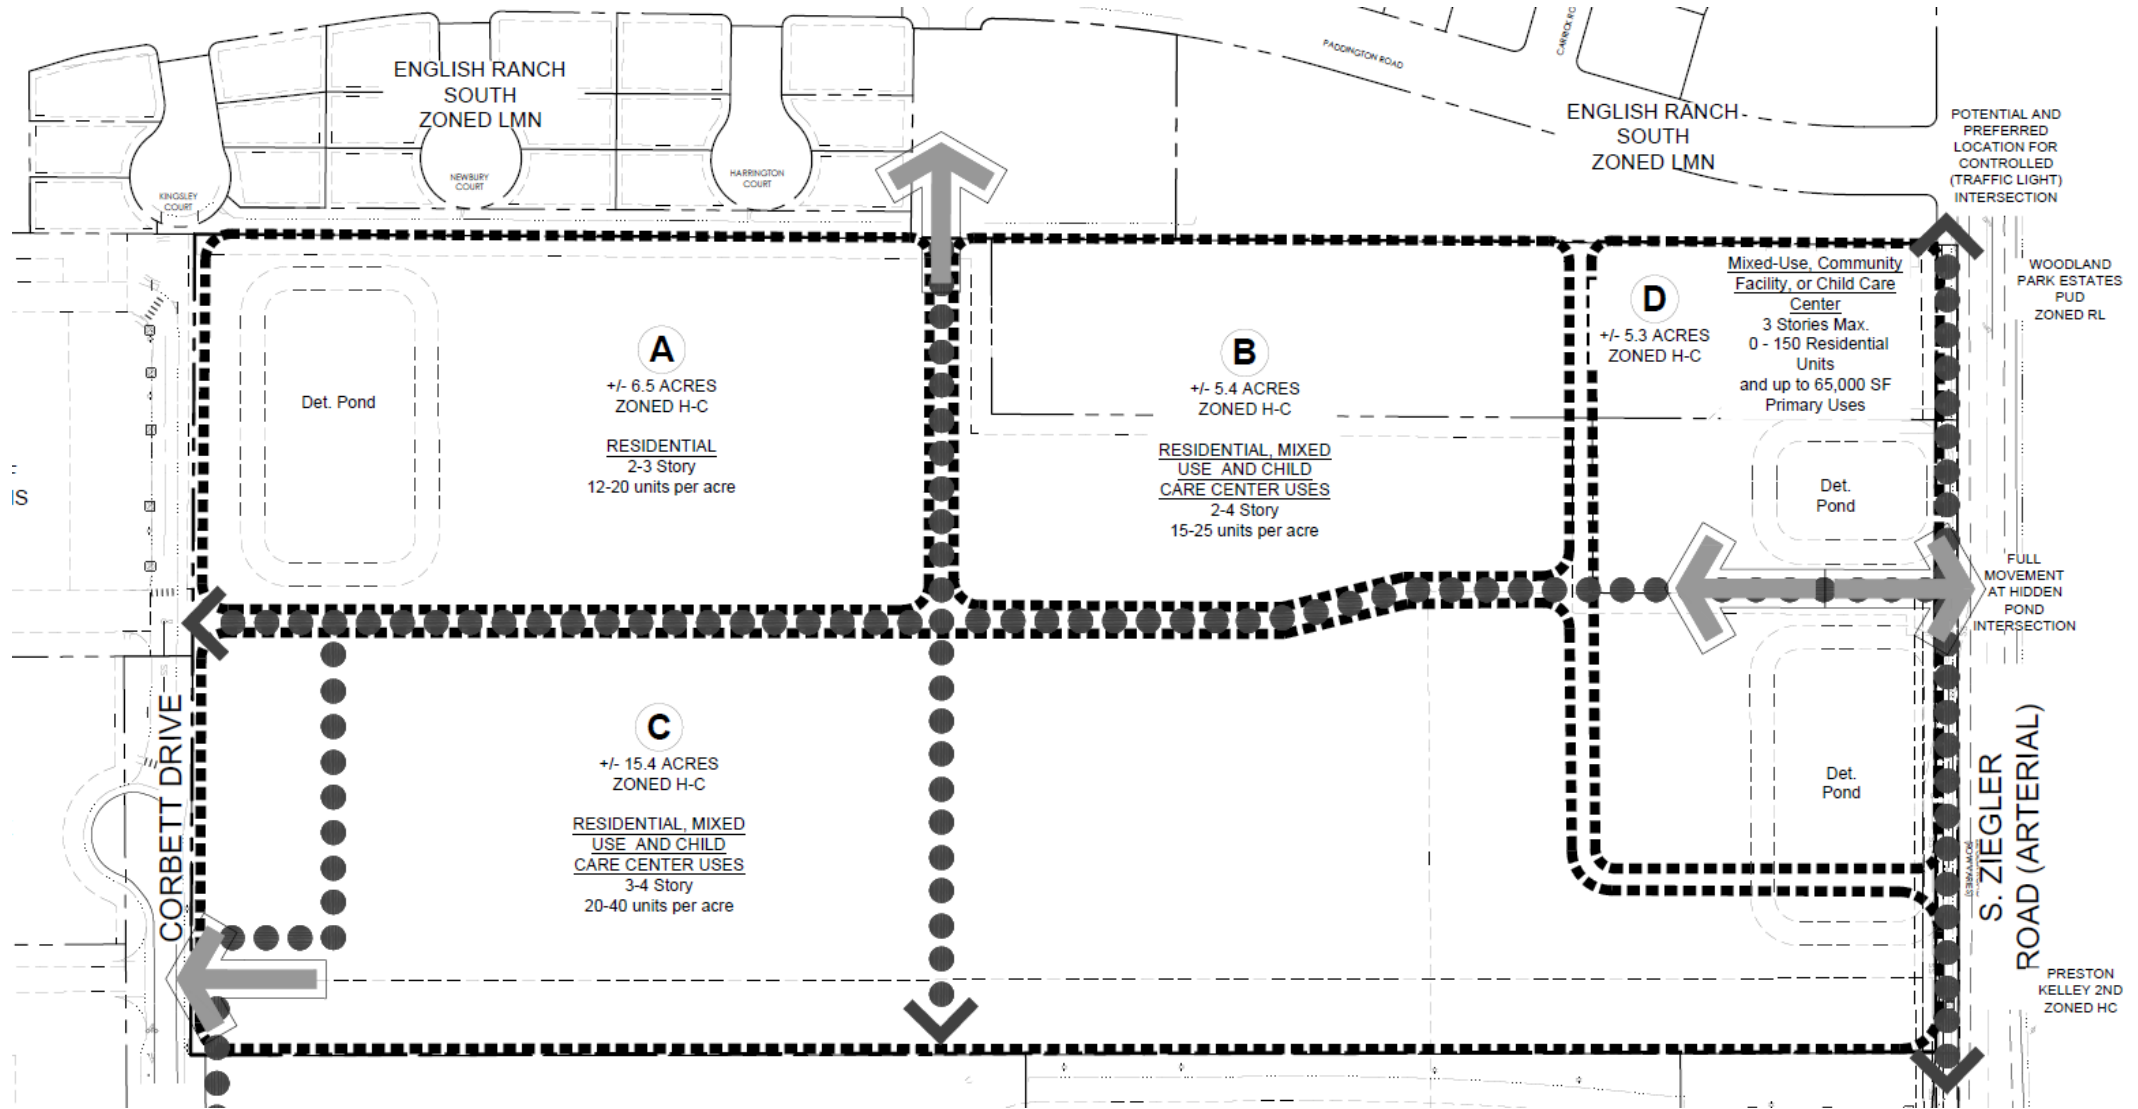 PADDINGTON ROAD
ENGLISH RANCH
SOUTH
ZONED LMN
ENGLISH RANCH
SOUTH
ZONED LMN
POTENTIAL AND
PREFERRED
LOCATION FOR
CONTROLLED
(TRAFFIC LIGHT)
INTERSECTION
KINGSLEY
COURT
NEWBURY
COURT
HARRINGTON
COURT
WOODLAND
PARK ESTATES
PUD
ZONED RL
Det. Pond
A
+/- 6.5 ACRES
ZONED H-C
RESIDENTIAL
2-3 Story
12-20 units per acre
B
+/- 5.4 ACRES
ZONED H-C
RESIDENTIAL, MIXED
USE AND CHILD
CARE CENTER USES
2-4 Story
15-25 units per acre
D
+/- 5.3 ACRES
ZONED H-C
Mixed-Use, Community
Facility, or Child Care
Center
3 Stories Max.
0 - 150 Residential
Units
and up to 65,000 SF
Primary Uses
Det.
Pond
FULL
MOVEMENT
AT HIDDEN
POND
INTERSECTION
CORBETT DRIVE
C
+/- 15.4 ACRES
ZONED H-C
RESIDENTIAL, MIXED
USE AND CHILD
CARE CENTER USES
3-4 Story
20-40 units per acre
Det.
Pond
S. ZIEGLER
ROAD (ARTERIAL)
PRESTON
KELLEY 2ND
ZONED HC